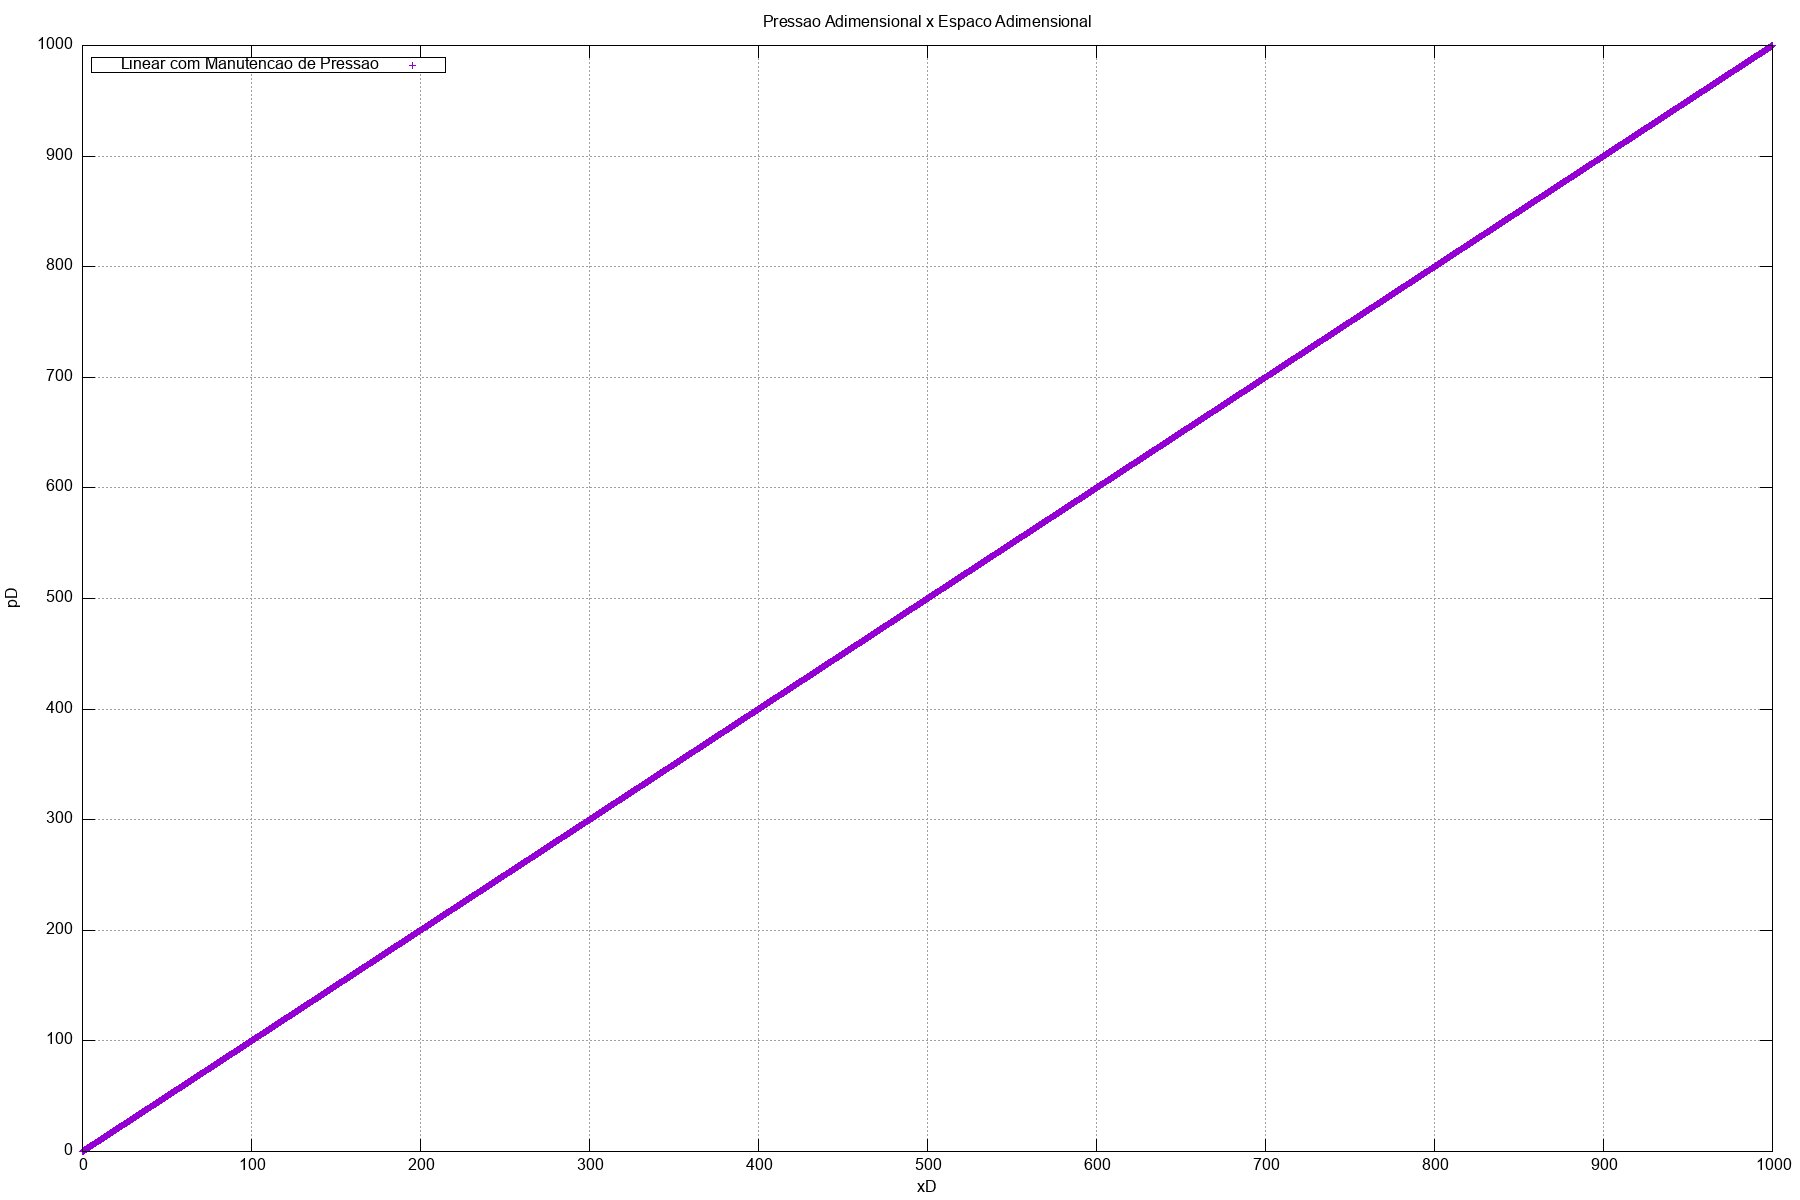 Pressao Adimensional x Espaco Adimensional
1000
Linear com Manutencao de Pressao
900
800
700
600
500
pD
400
300
200
100
0
0 100 200 300 400 500 600 700 800 900 1000
xD